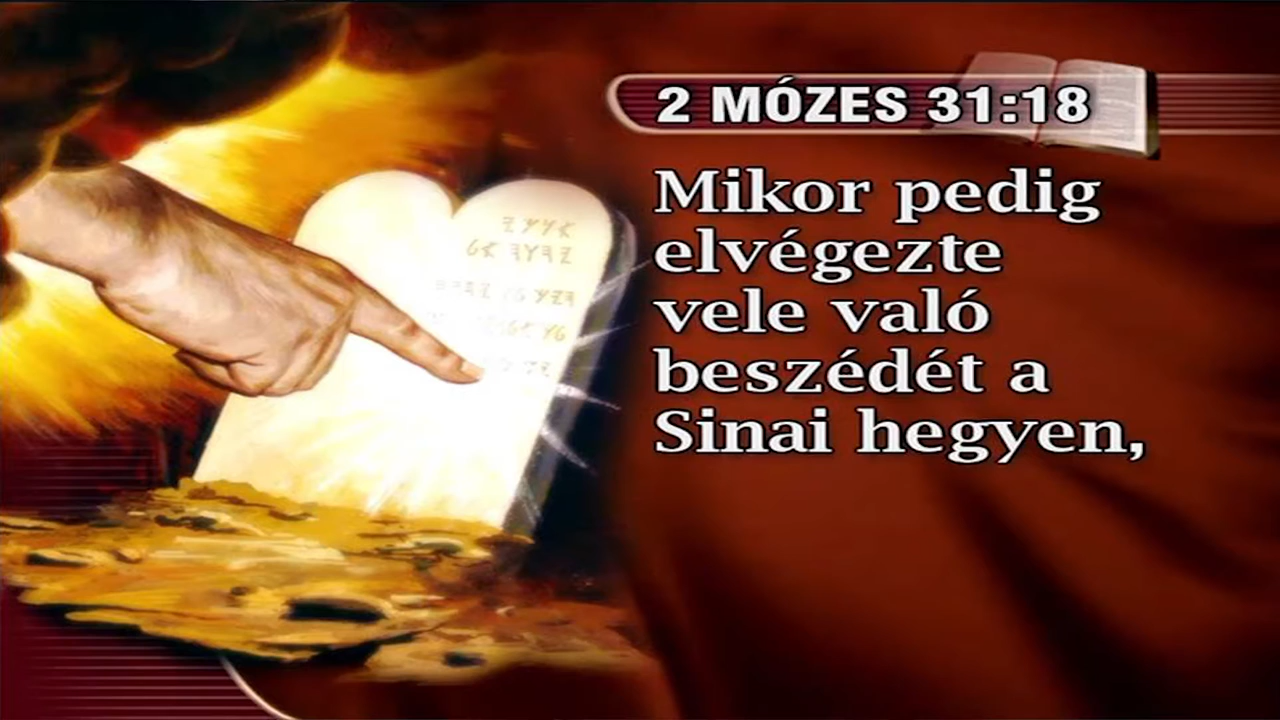 2 MÓZES 31:18
Mikor pedig
elvégezte
vele való
beszédét a
Sinai hegyen,